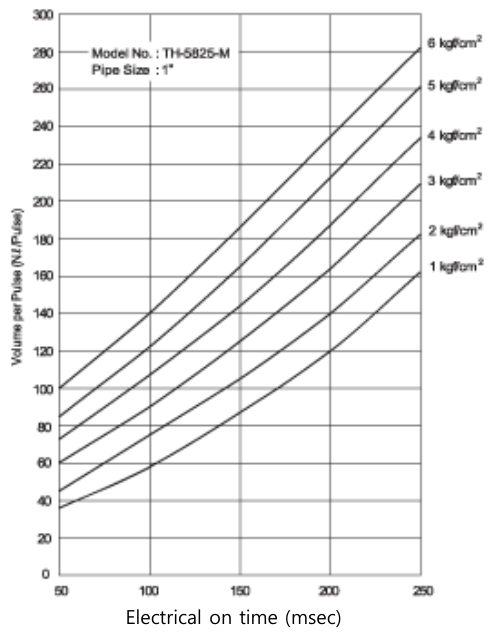 300
280
260
240
220
200
180
160
140
120
100
80
60
40
20
0
Volume per Pulse (Nℓ/Pulse)
Model No. : TH-5825-M
Pipe Size : 1"
6 kgf/cm²
5 kgf/cm²
4 kgf/cm²
3 kgf/cm²
2 kgf/cm²
1 kgf/cm²
50 100 150 200 250
Electrical on time (msec)